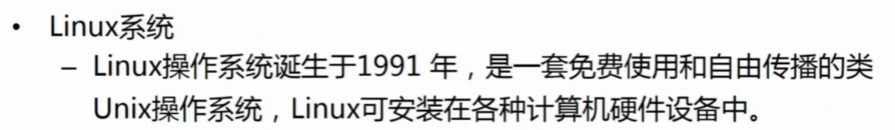 • Linux系统
– Linux操作系统诞生于1991 年，是一套免费使用和自由传播的类
Unix操作系统，Linux可安装在各种计算机硬件设备中。